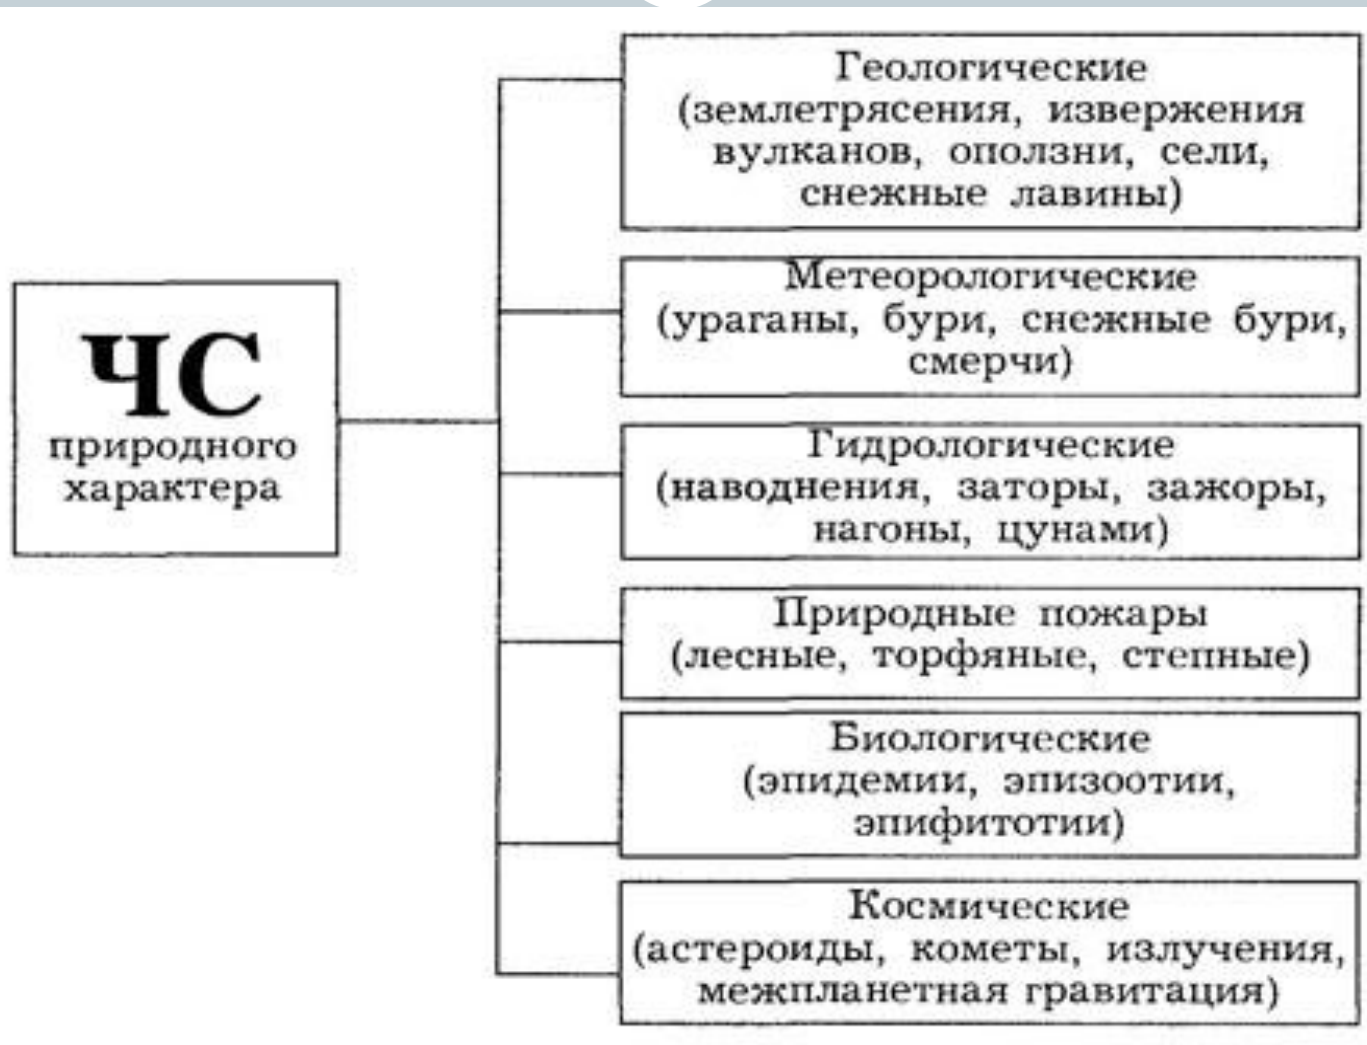 ЧС
природного
характера
Геологические
(землетрясения, извержения
вулканов, оползни, сели,
снежные лавины)
Метеорологические
(ураганы, бури, снежные бури,
смерчи)
Гидрологические
(наводнения, заторы, зажоры,
нагоны, цунами)
Природные пожары
(лесные, торфяные, степные)
Биологические
(эпидемии, эпизоотии,
эпифитотии)
Космические
(астероиды, кометы, излучения,
межпланетная гравитация)